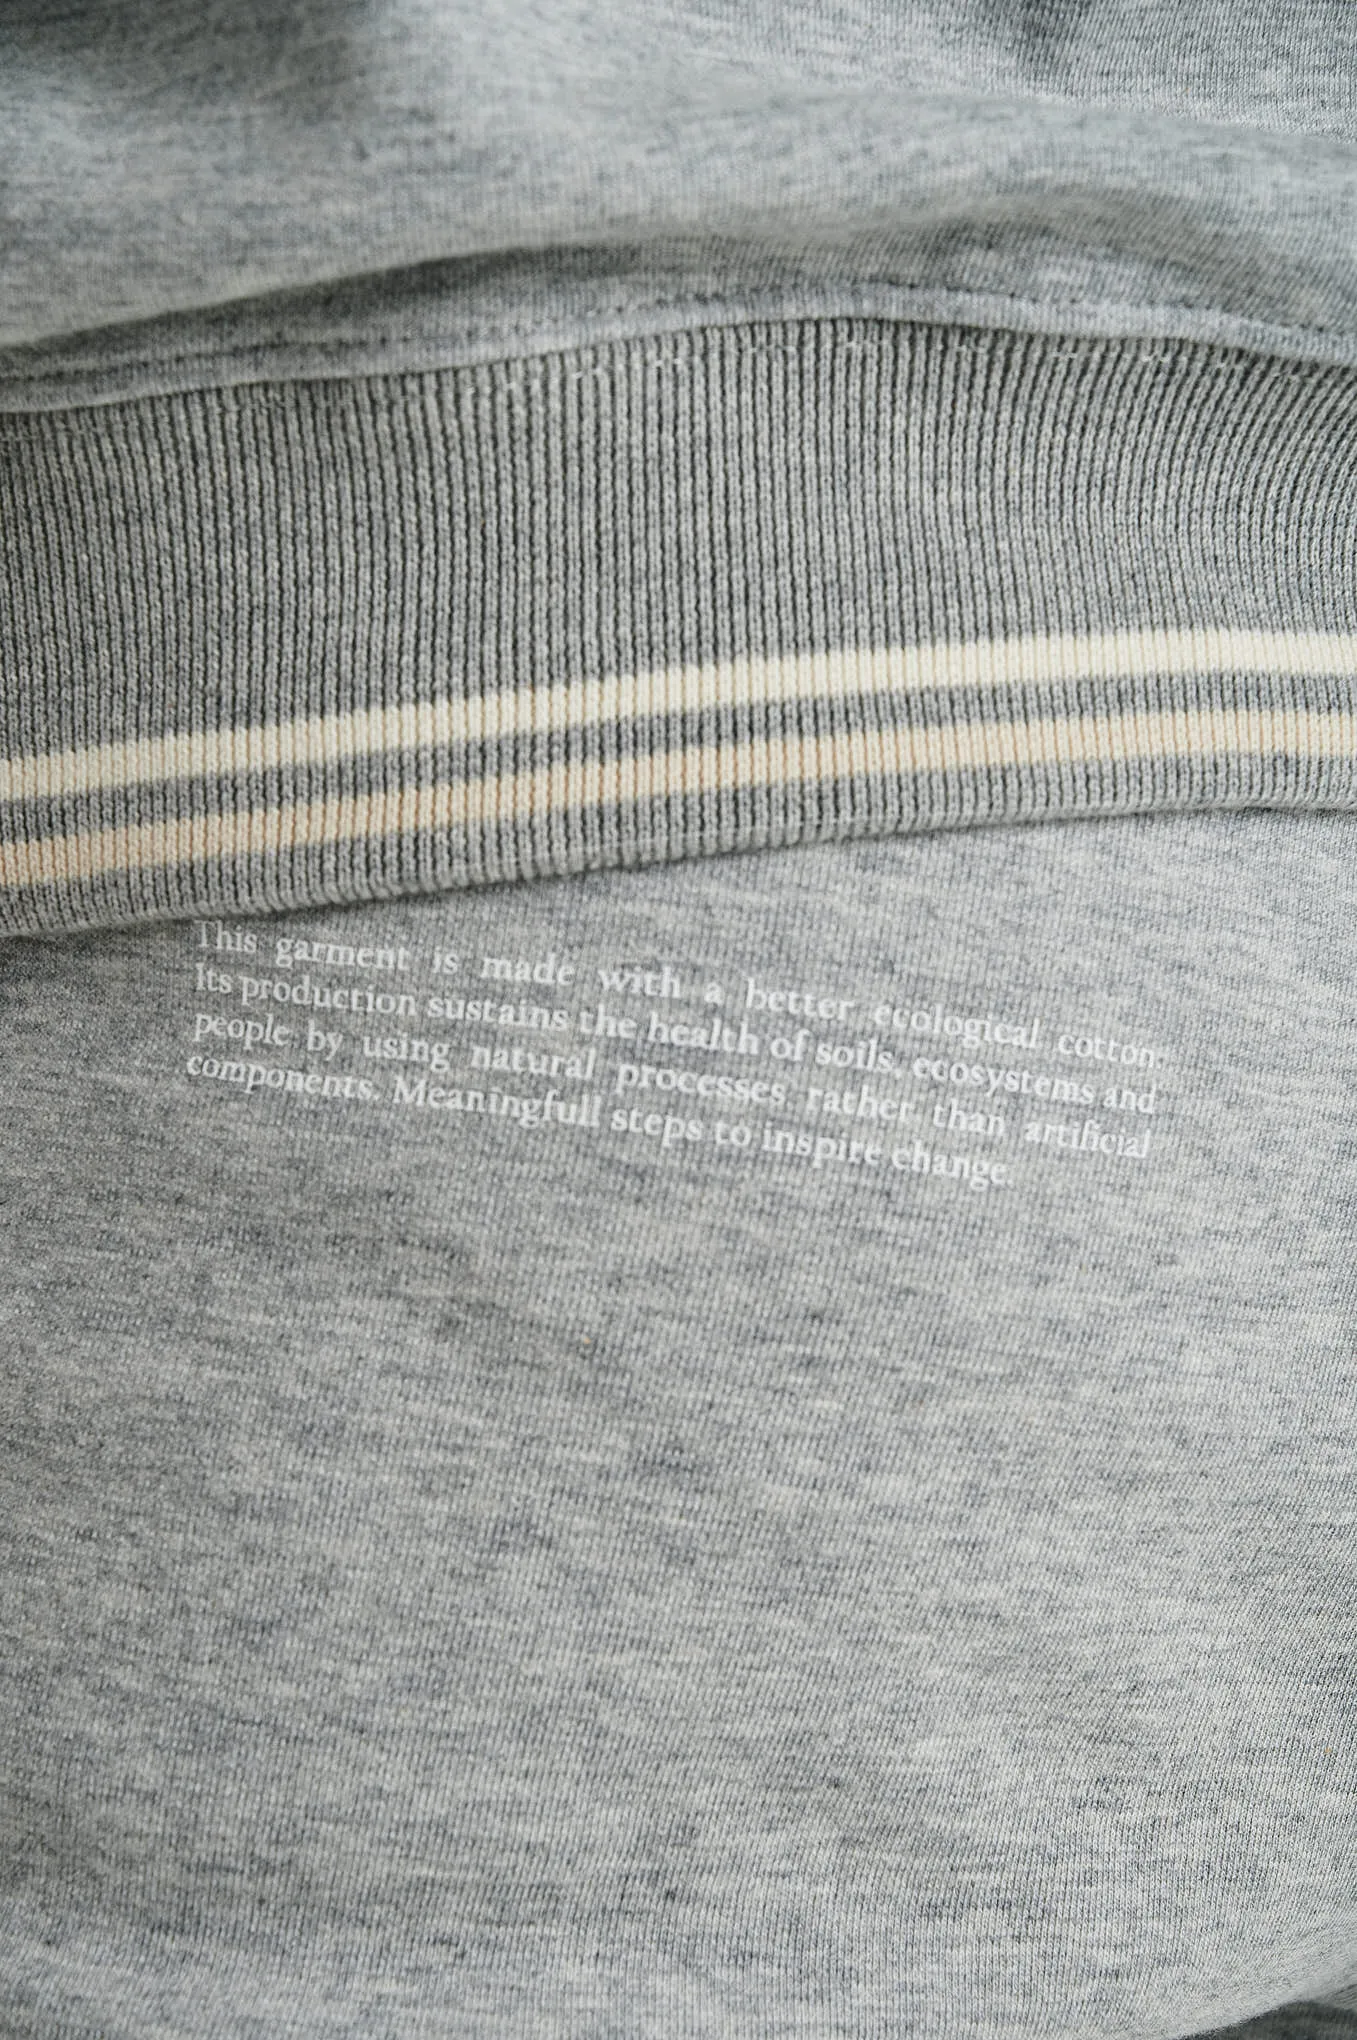 This garment is made with a better ecological cotton.
Its production sustains the health of soils, ecosystems and
people by using natural processes rather than artificial
components. Meaningfull steps to inspire change.